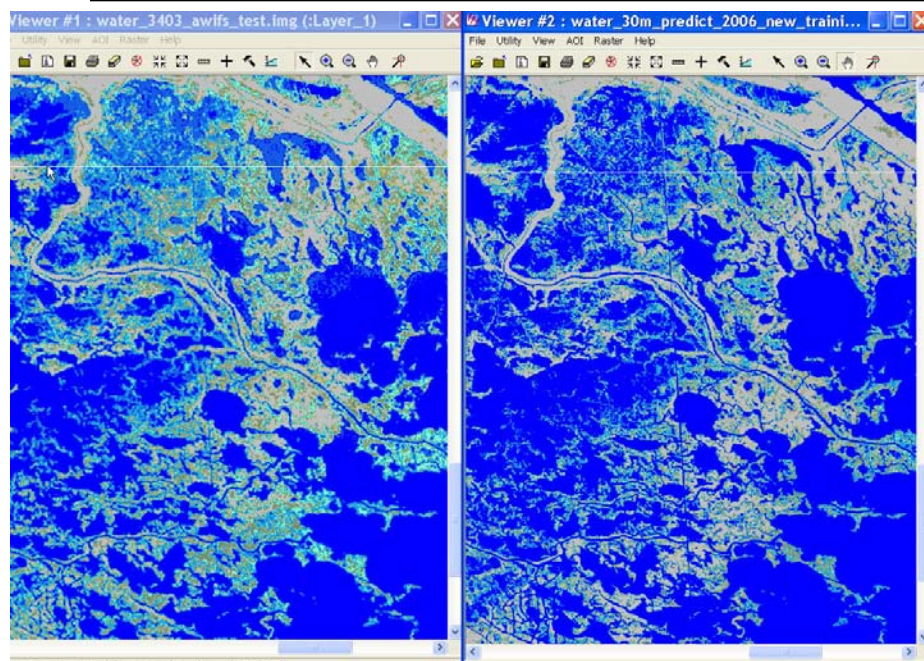 Viewer #1 : water_3403_awifs_test.img (:Layer_1)
Utility View AOI Raster Help
Viewer #2 : water_30m_predict_2006_new_traini...
File Utility View AOI Raster Help